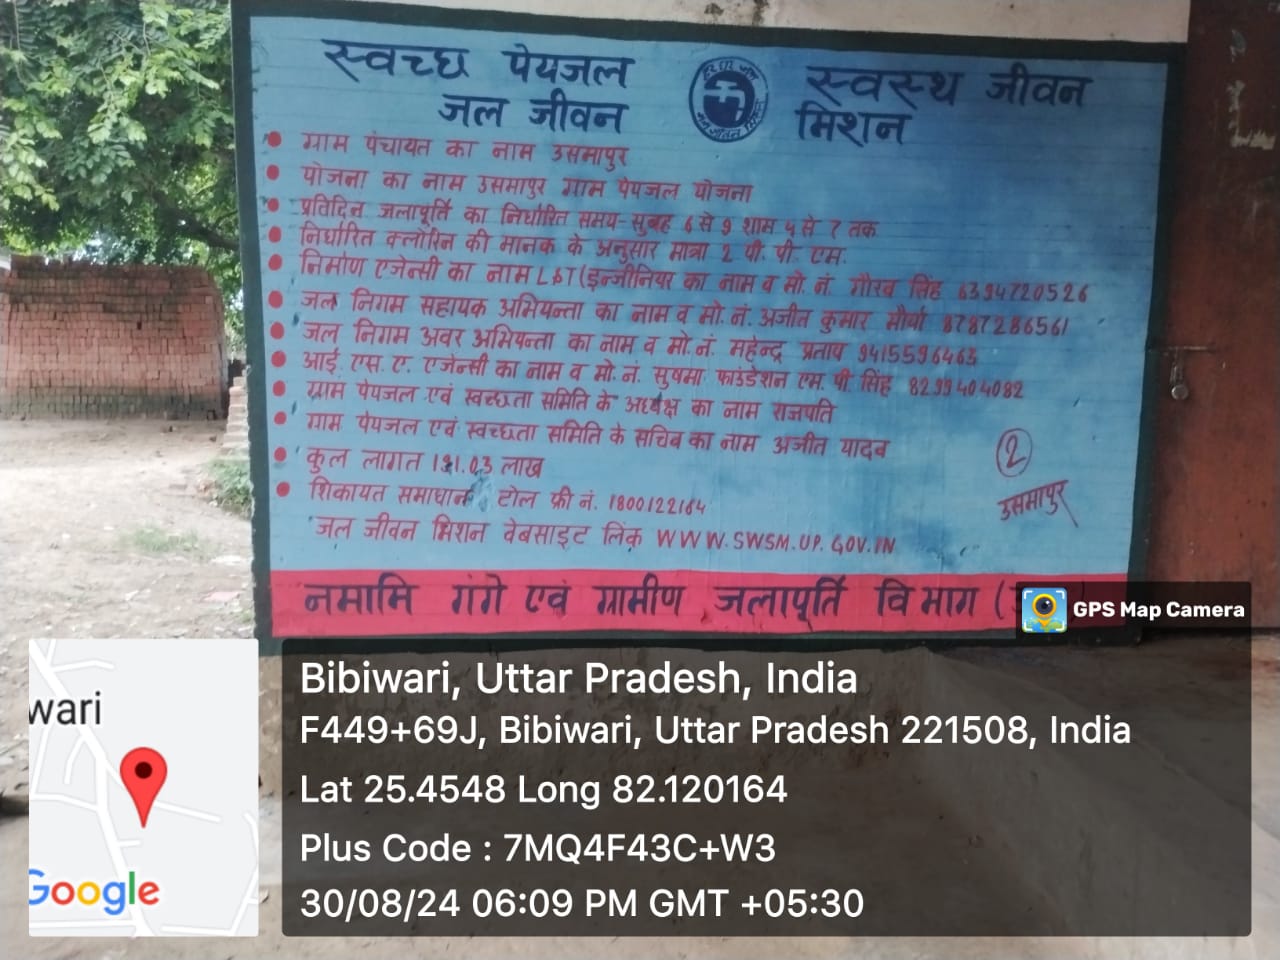 स्वच्छ पेयजल स्वस्थ जीवन
जल जीवन मिशन
हर घर जल
जल जीवन मिशन
ग्राम पंचायत का नाम उसमापुर
योजना का नाम उसमापुर ग्राम पेयजल योजना
प्रतिदिन जलापूर्ति का निर्धारित समय- सुबह 6 से 9 शाम 4 से 7 तक
निर्धारित क्लोरिन की मानक के अनुसार मात्रा 2 पी. पी. एम.
निर्माण एजेन्सी का नाम L&T (इन्जीनियर का नाम व मो. नं. गौरव सिंह 6394720526
जल निगम सहायक अभियन्ता का नाम व मो. नं. अजीत कुमार मौर्या 8787286561
जल निगम अवर अभियन्ता का नाम व मो. नं. महेन्द्र प्रताप 9415596463
आई. एस. ए. एजेन्सी का नाम व मो. नं. सुषमा फाउंडेशन एम. पी. सिंह 8299404082
ग्राम पेयजल एवं स्वच्छता समिति के अध्यक्ष का नाम राजपति
ग्राम पेयजल एवं स्वच्छता समिति के सचिव का नाम अजीत यादव
कुल लागत लाख
शिकायत समाधान टोल फ्री नं. 1800122164
जल जीवन मिशन वेबसाइट लिंक WWW.SWSM.UP.GOV.IN
2
उसमापुर
नमामि गंगे एवं ग्रामीण जलापूर्ति विभाग
GPS Map Camera
wari
Google
Bibiwari, Uttar Pradesh, India
F449+69J, Bibiwari, Uttar Pradesh 221508, India
Lat 25.4548 Long 82.120164
Plus Code : 7MQ4F43C+W3
30/08/24 06:09 PM GMT +05:30